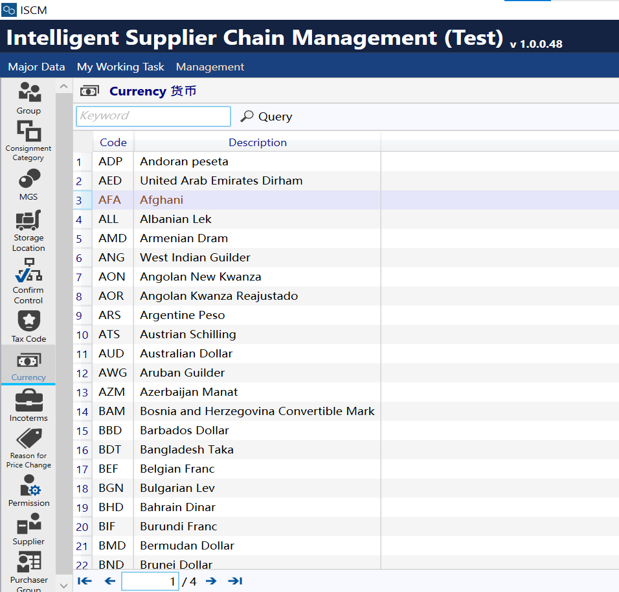 ISCM
Intelligent Supplier Chain Management (Test) v 1.0.0.48
Major Data My Working Task Management
Group
Consignment
Category
MGS
Storage
Location
Confirm
Control
Tax Code
Currency
Incoterms
Reason for
Price Change
Permission
Supplier
Purchaser
Group
Currency 货币
Keyword Query
Code Description
1 ADP Andoran peseta
2 AED United Arab Emirates Dirham
3 AFA Afghani
4 ALL Albanian Lek
5 AMD Armenian Dram
6 ANG West Indian Guilder
7 AON Angolan New Kwanza
8 AOR Angolan Kwanza Reajustado
9 ARS Argentine Peso
10 ATS Austrian Schilling
11 AUD Australian Dollar
12 AWG Aruban Guilder
13 AZM Azerbaijan Manat
14 BAM Bosnia and Herzegovina Convertible Mark
15 BBD Barbados Dollar
16 BDT Bangladesh Taka
17 BEF Belgian Franc
18 BGN Bulgarian Lev
19 BHD Bahrain Dinar
20 BIF Burundi Franc
21 BMD Bermudan Dollar
22 BND Brunei Dollar
1 / 4